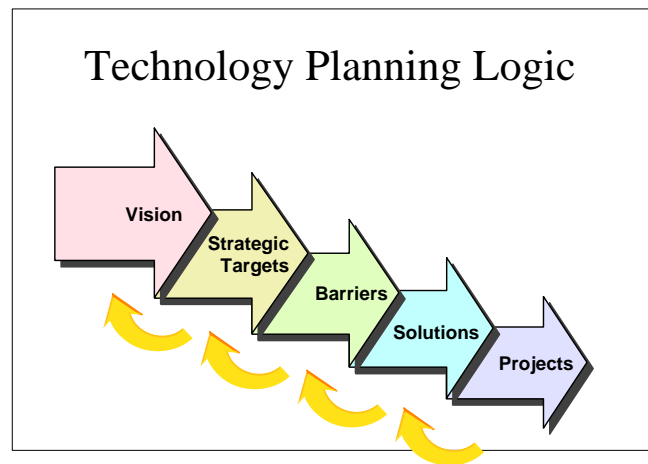 Technology Planning Logic
Vision
Strategic
Targets
Barriers
Solutions
Projects